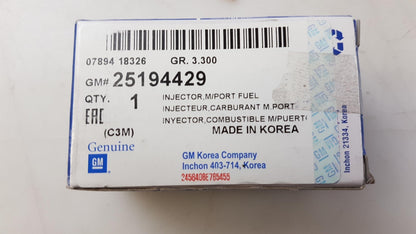 07894 18326 GR. 3.300
GM# 25194429
QTY. 1 INJECTOR,M/PORT FUEL
INJECTEUR,CARBURANT M.PORT
INYECTOR,COMBUSTIBLE M/PUERTO
EAC
(C3M) MADE IN KOREA
Genuine
GM
GM Korea Company
Inchon 403-714, Korea
245640BE765455
Inchon 21334, Korea